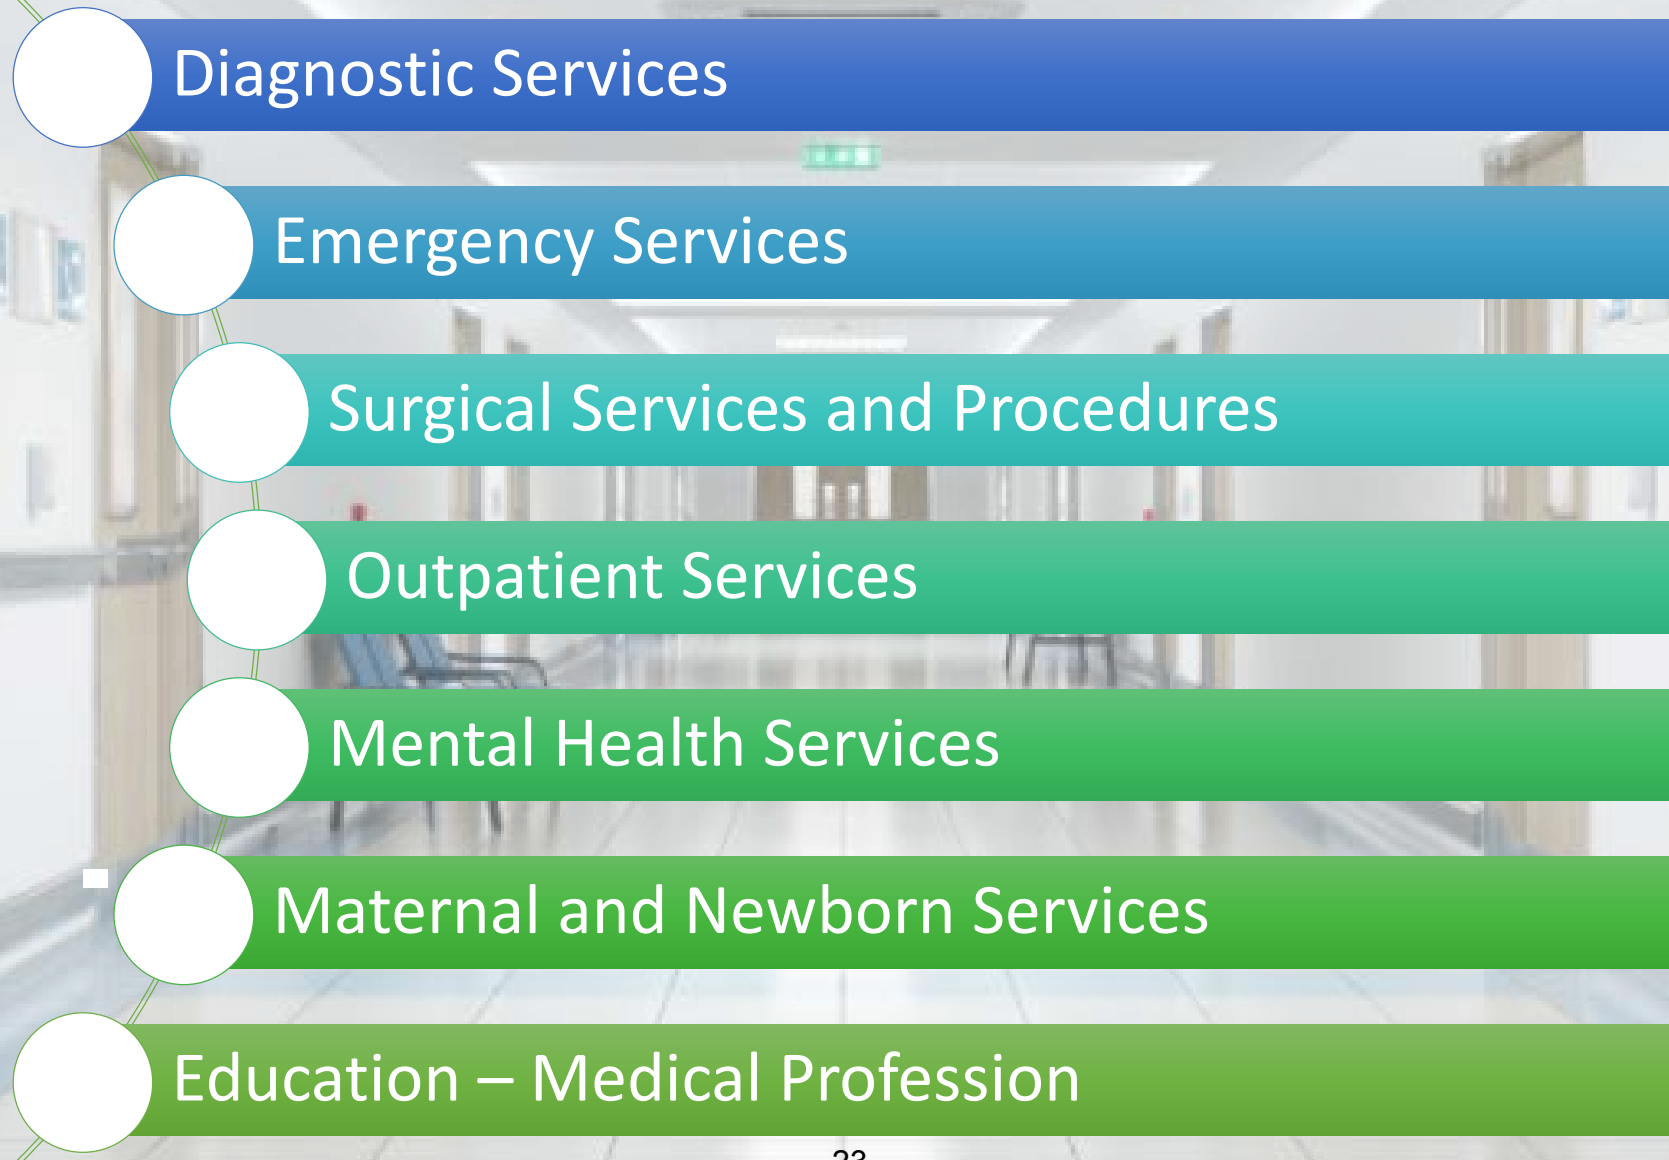 Diagnostic Services
Emergency Services
Surgical Services and Procedures
Outpatient Services
Mental Health Services
Maternal and Newborn Services
Education – Medical Profession
23